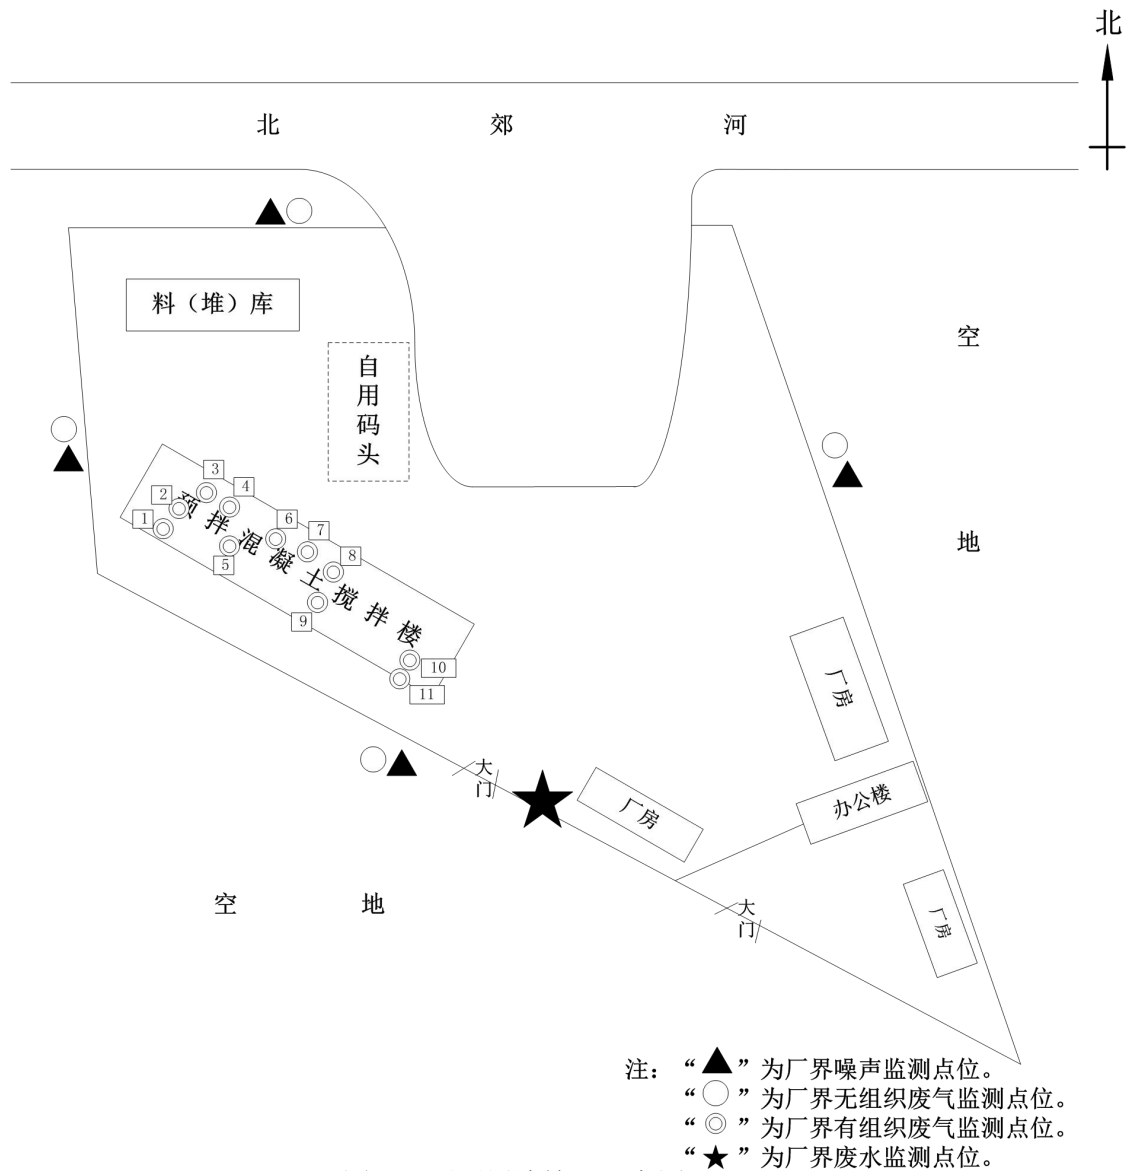 北
北 郊 河
料（堆）库
自用码头
空地
预拌混凝土搅拌楼
1
2
3
4
5
6
7
8
9
10
11
厂房
大门
厂房
办公楼
空 地
大门
厂房
注：“▲”为厂界噪声监测点位。
“○”为厂界无组织废气监测点位。
“◎”为厂界有组织废气监测点位。
“★”为厂界废水监测点位。